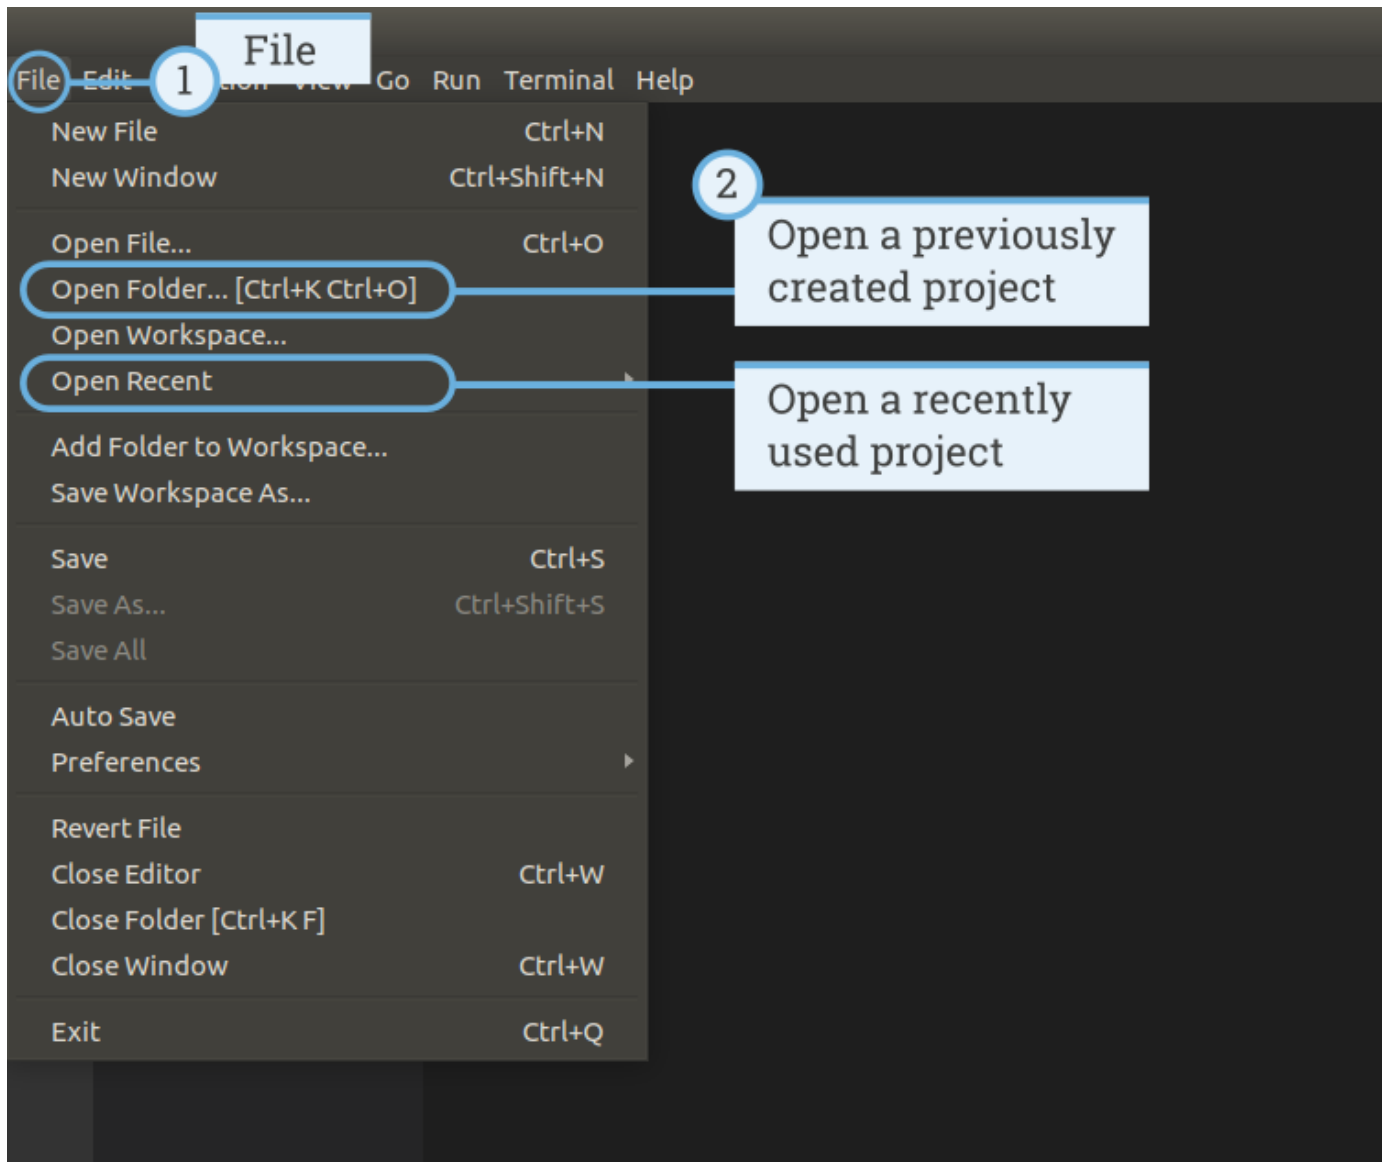 File
File Edit 1 tion View Go Run Terminal Help
New File Ctrl+N
New Window Ctrl+Shift+N
2
Open File... Ctrl+O
Open a previously
created project
Open Folder... [Ctrl+K Ctrl+O]
Open Workspace...
Open Recent
Open a recently
used project
Add Folder to Workspace...
Save Workspace As...
Save Ctrl+S
Save As... Ctrl+Shift+S
Save All
Auto Save
Preferences
Revert File
Close Editor Ctrl+W
Close Folder [Ctrl+K F]
Close Window Ctrl+W
Exit Ctrl+Q